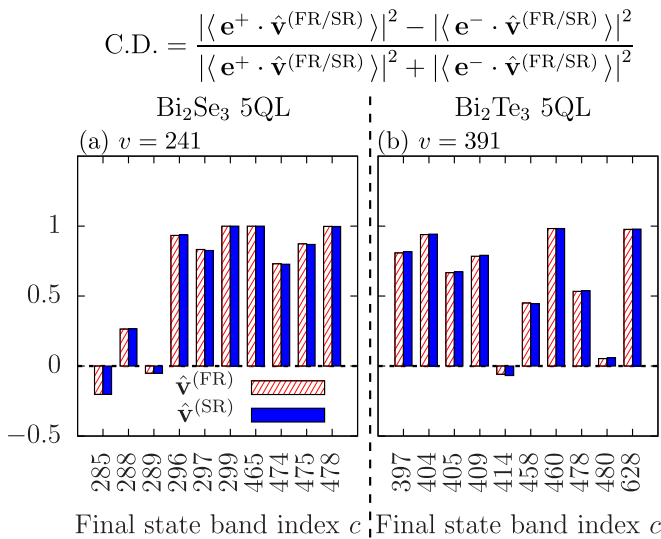 C.D. = |⟨ e⁺ · v̂^(FR/SR) ⟩|² − |⟨ e⁻ · v̂^(FR/SR) ⟩|² / |⟨ e⁺ · v̂^(FR/SR) ⟩|² + |⟨ e⁻ · v̂^(FR/SR) ⟩|²
Bi₂Se₃ 5QL
(a) v = 241
1
0.5
0
−0.5
v̂^(FR)
v̂^(SR)
285 288 289 296 297 299 465 474 475 478
Final state band index c
Bi₂Te₃ 5QL
(b) v = 391
397 404 405 409 414 458 460 478 480 628
Final state band index c